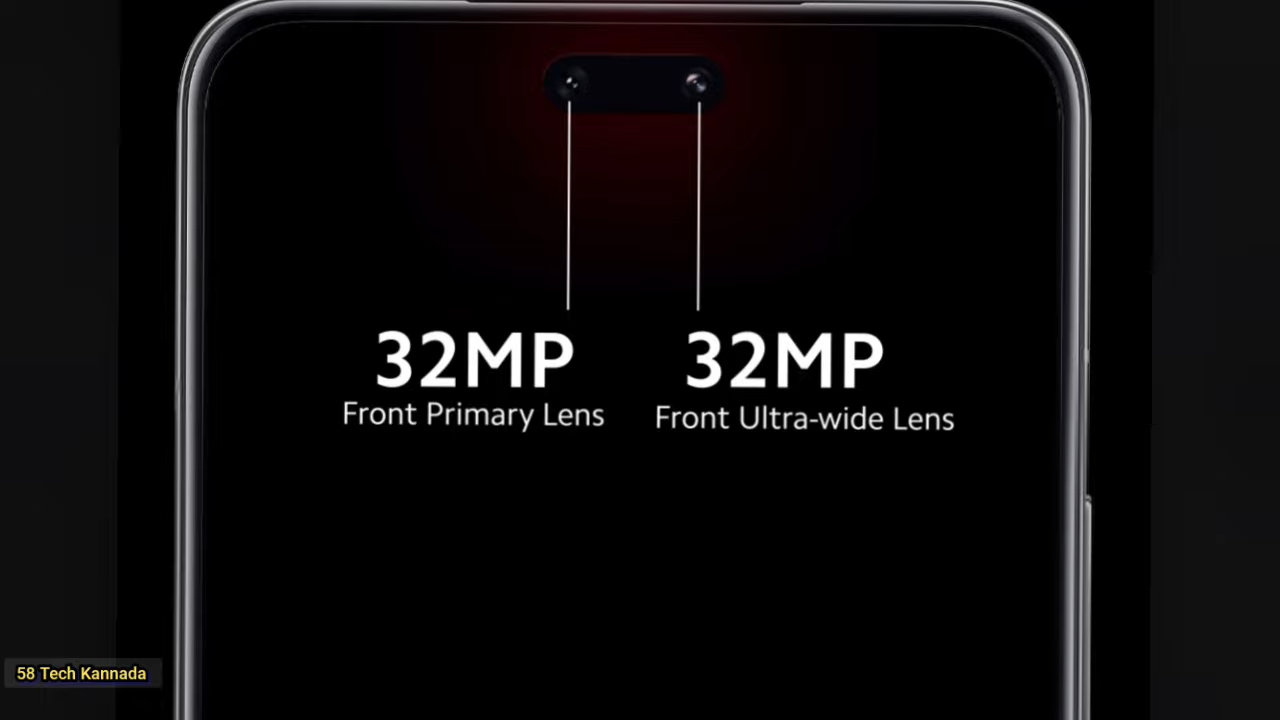 32MP 32MP
Front Primary Lens Front Ultra-wide Lens
58 Tech Kannada